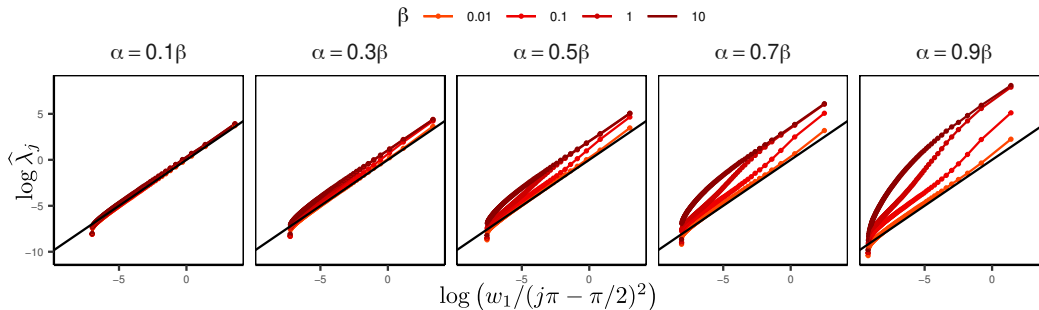 β 0.01 0.1 1 10
α = 0.1β α = 0.3β α = 0.5β α = 0.7β α = 0.9β
5
0
−5
−10
log λ̂_j
−5 0 −5 0 −5 0 −5 0 −5 0
log (w_1/(jπ − π/2)^2)